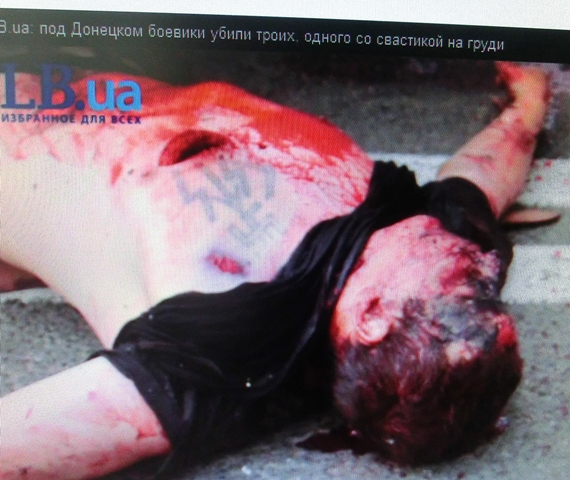 B.ua: под Донецком боевики убили троих, одного со свастикой на груди
LB.ua
ИЗБРАННОЕ ДЛЯ ВСЕХ